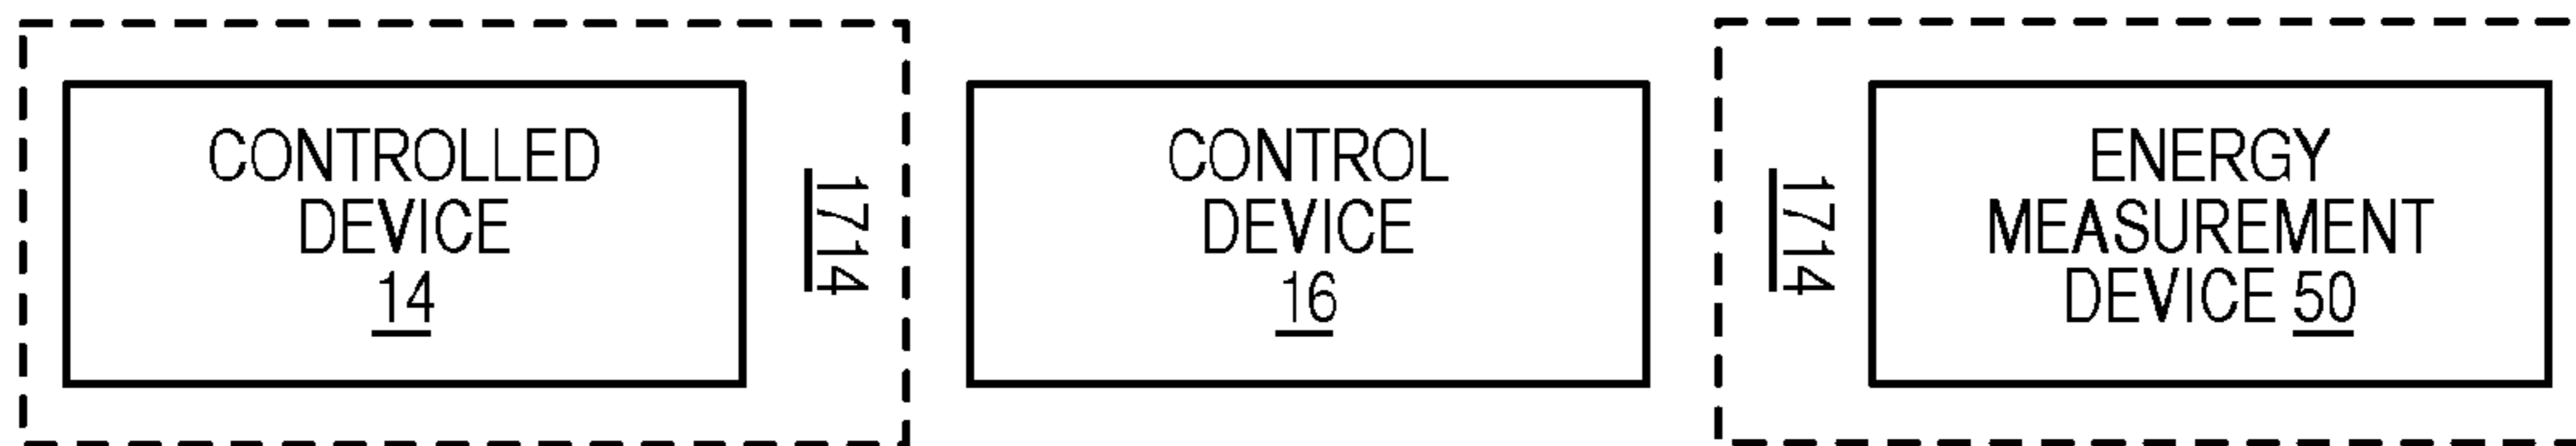 CONTROLLED
DEVICE
14
1714
CONTROL
DEVICE
16
1714
ENERGY
MEASUREMENT
DEVICE 50